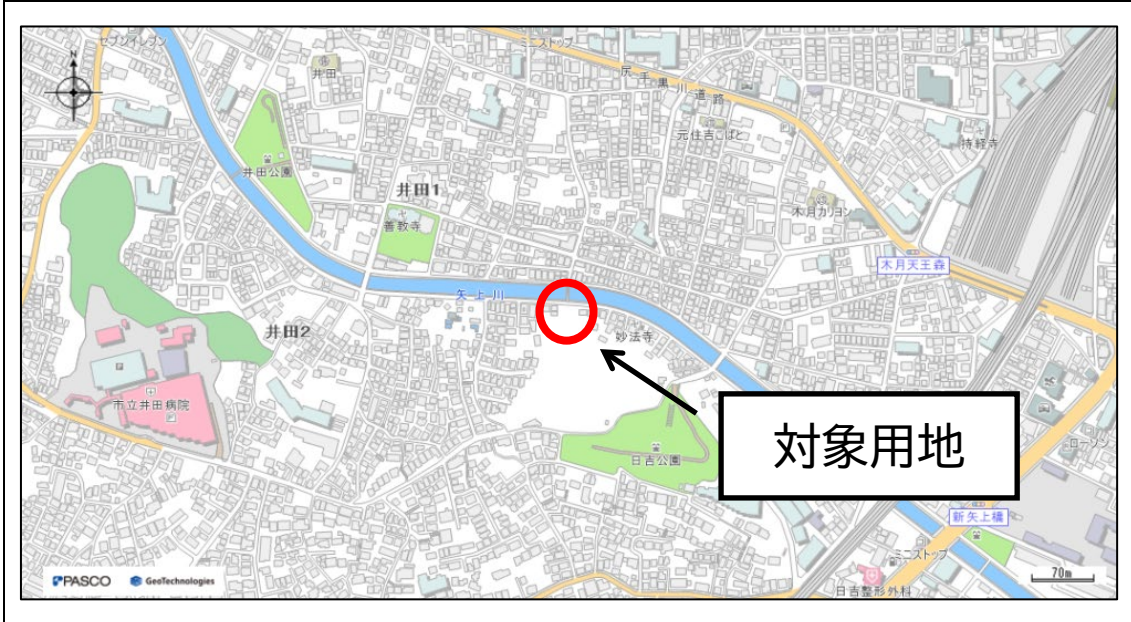 セブンイレブン
N
井田
ミニストップ
尻手黒川道路
元住吉こばと
持経寺
井田公園
井田1
善教寺
木月カリヨン
木月天王森
矢上川
井田2
妙法寺
P
市立井田病院
P
対象用地
日吉公園
ローソン
新矢上橋
ミニストップ
日吉整形外科
PASCO
GeoTechnologies
70m